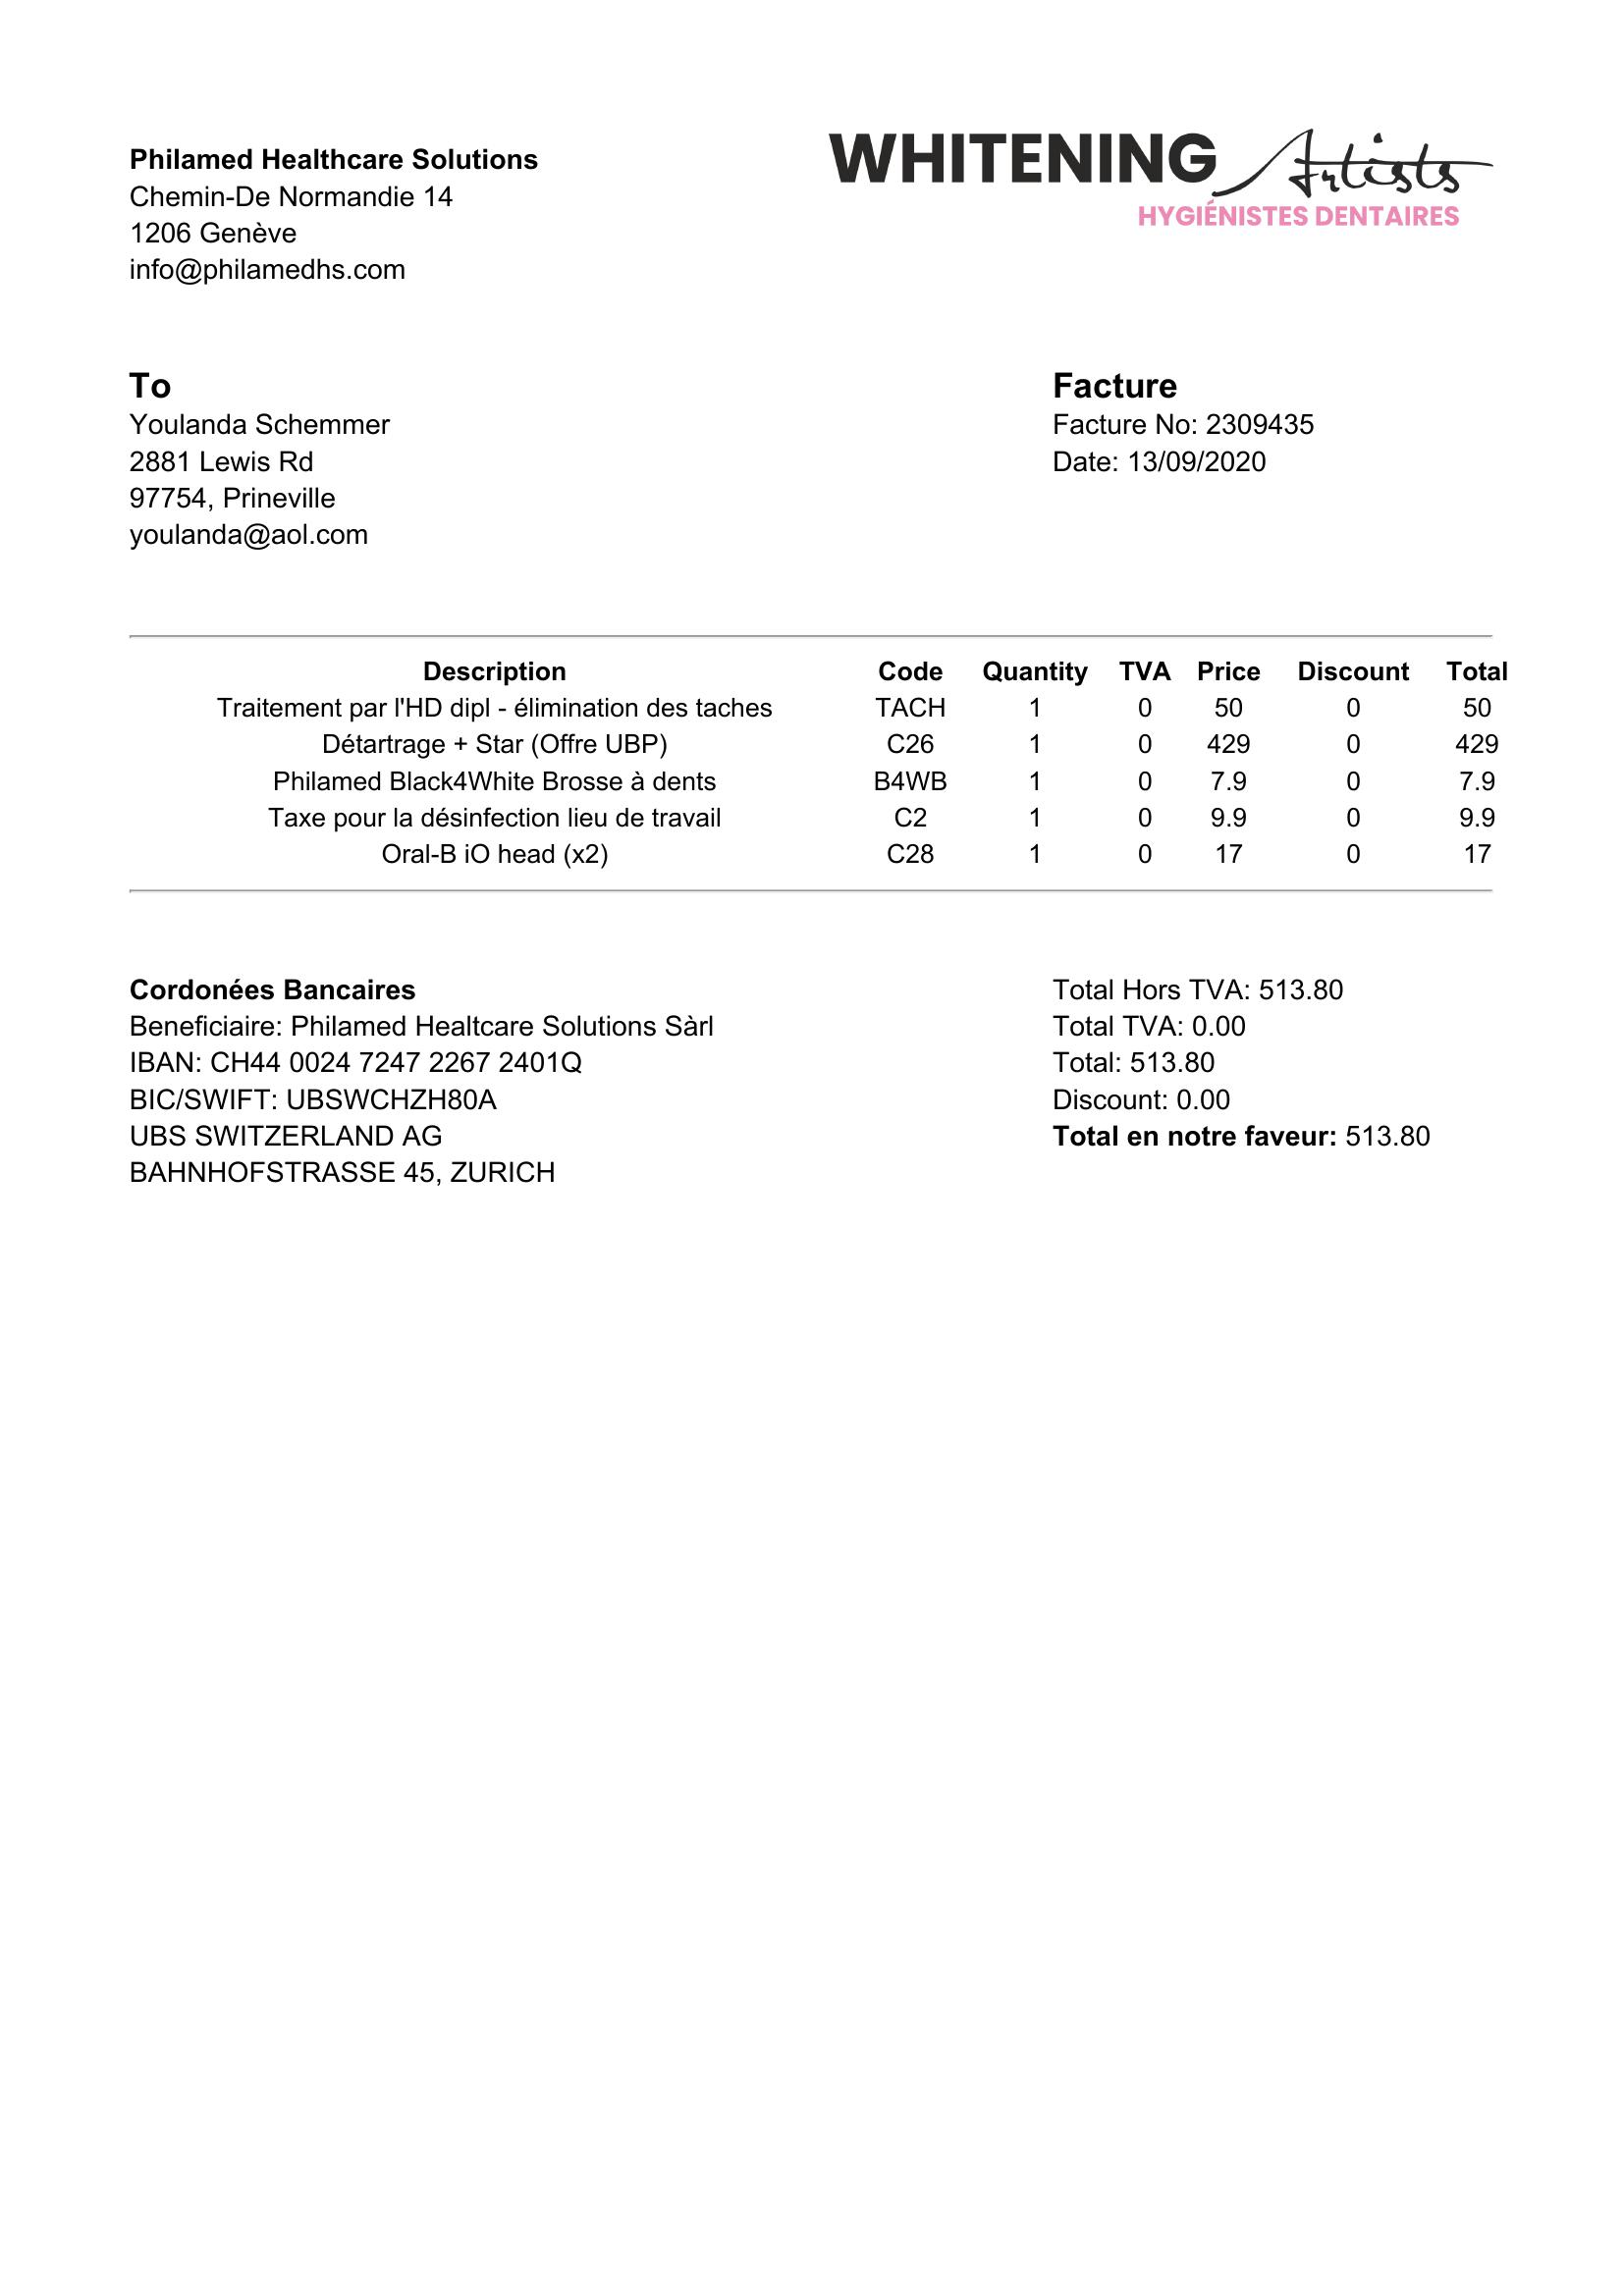 Philamed Healthcare Solutions
Chemin-De Normandie 14
1206 Genève
info@philamedhs.com
WHITENING Artists
HYGIÉNISTES DENTAIRES
To
Youlanda Schemmer
2881 Lewis Rd
97754, Prineville
youlanda@aol.com
Facture
Facture No: 2309435
Date: 13/09/2020
Description Code Quantity TVA Price Discount Total
Traitement par l'HD dipl - élimination des taches TACH 1 0 50 0 50
Détartrage + Star (Offre UBP) C26 1 0 429 0 429
Philamed Black4White Brosse à dents B4WB 1 0 7.9 0 7.9
Taxe pour la désinfection lieu de travail C2 1 0 9.9 0 9.9
Oral-B iO head (x2) C28 1 0 17 0 17
Cordonées Bancaires
Beneficiaire: Philamed Healtcare Solutions Sàrl
IBAN: CH44 0024 7247 2267 2401Q
BIC/SWIFT: UBSWCHZH80A
UBS SWITZERLAND AG
BAHNHOFSTRASSE 45, ZURICH
Total Hors TVA: 513.80
Total TVA: 0.00
Total: 513.80
Discount: 0.00
Total en notre faveur: 513.80